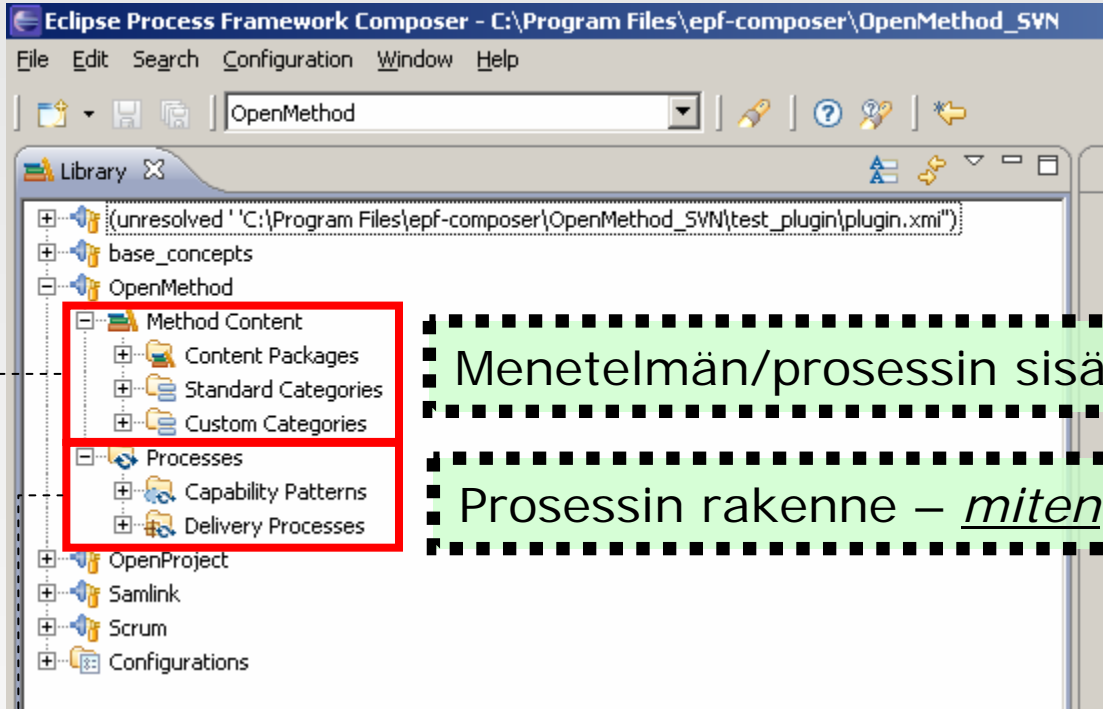 Eclipse Process Framework Composer - C:\Program Files\epf-composer\OpenMethod_SVN
File Edit Search Configuration Window Help
OpenMethod
Library
(unresolved ' 'C:\Program Files\epf-composer\OpenMethod_SVN\test_plugin\plugin.xmi")
base_concepts
OpenMethod
Method Content
Content Packages
Menetelmän/prosessin sisä
Standard Categories
Custom Categories
Processes
Capability Patterns
Prosessin rakenne – miten
Delivery Processes
OpenProject
Samlink
Scrum
Configurations